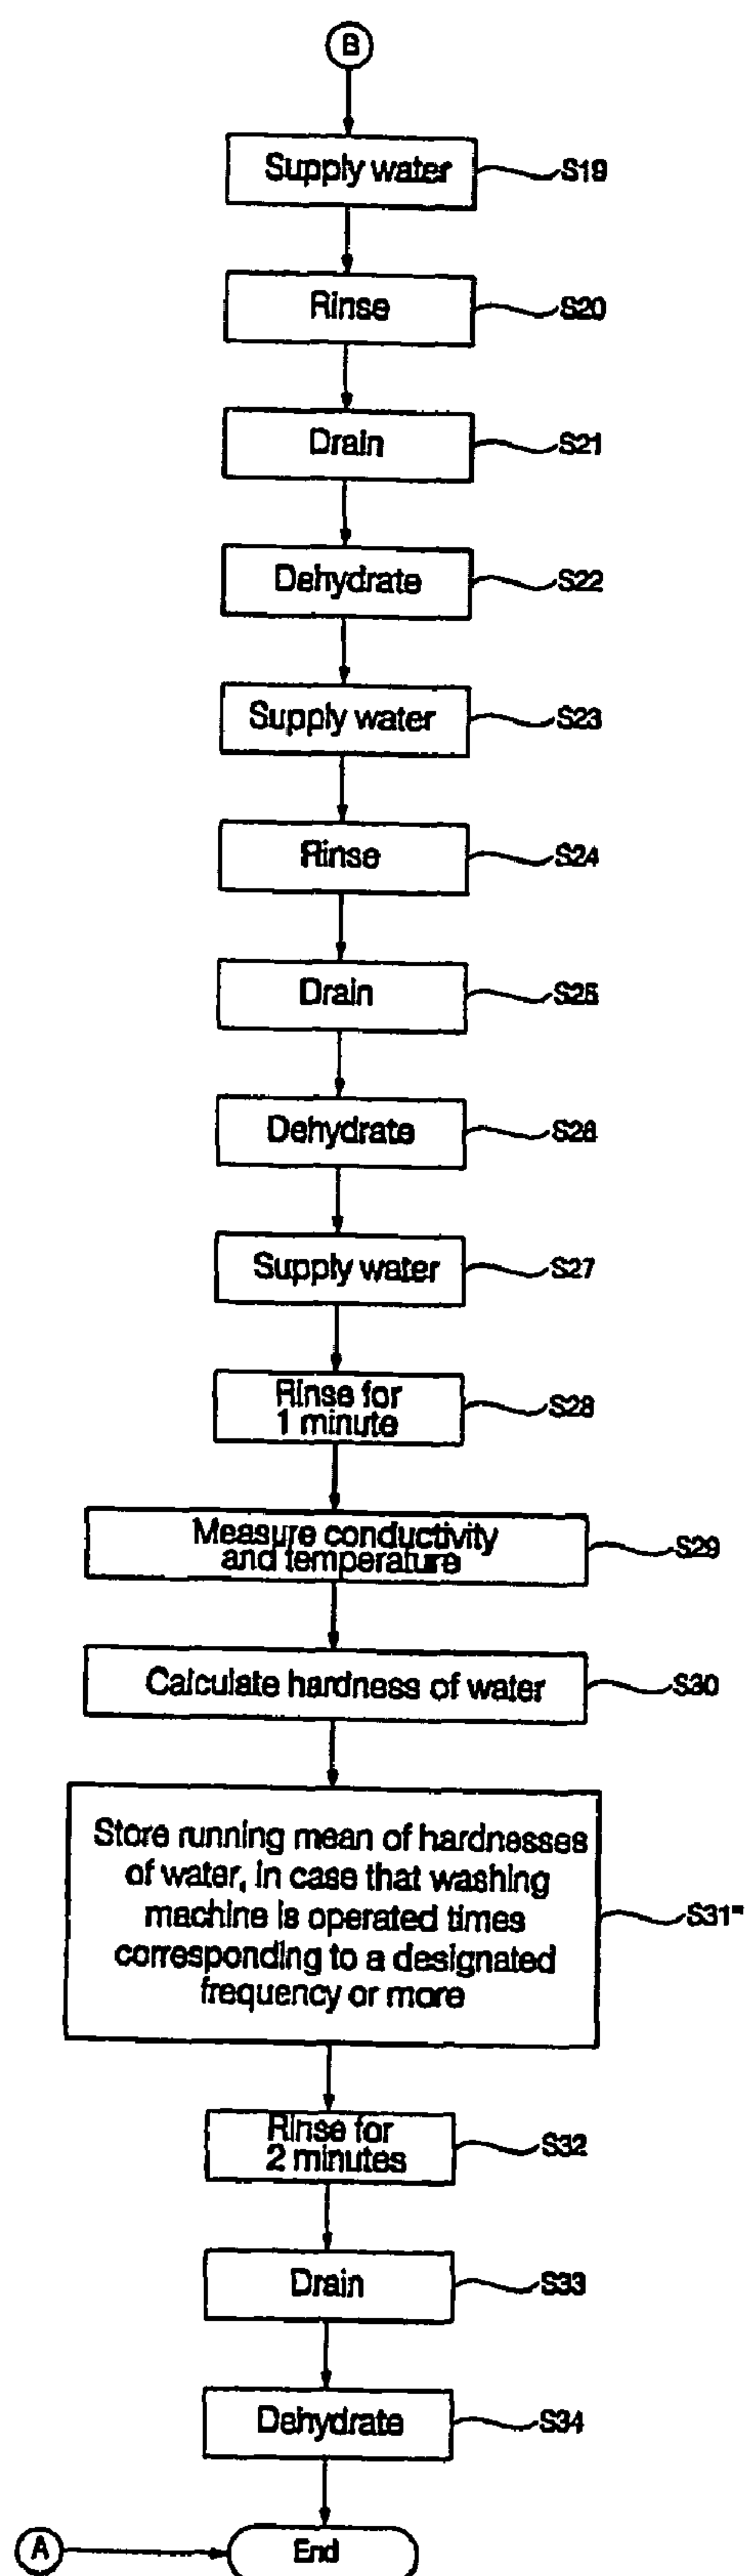 B
Supply water
S19
Rinse
S20
Drain
S21
Dehydrate
S22
Supply water
S23
Rinse
S24
Drain
S25
Dehydrate
S26
Supply water
S27
Rinse for
1 minute
S28
Measure conductivity
and temperature
S29
Calculate hardness of water
S30
Store running mean of hardnesses
of water, in case that washing
machine is operated times
corresponding to a designated
frequency or more
S31"
Rinse for
2 minutes
S32
Drain
S33
Dehydrate
S34
A
End